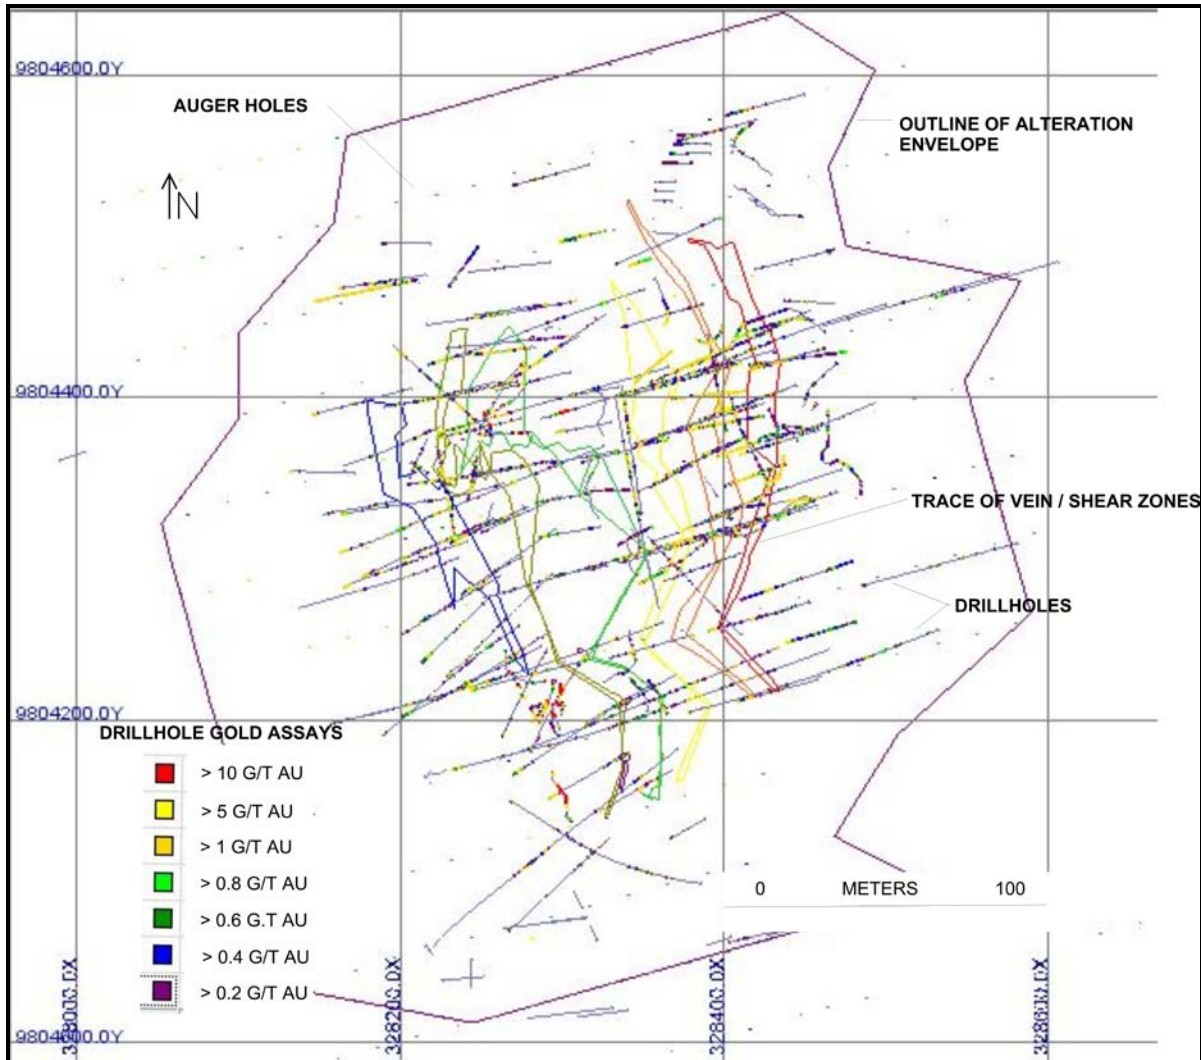 9804600.0Y
AUGER HOLES
OUTLINE OF ALTERATION
ENVELOPE
N
9804400.0Y
TRACE OF VEIN / SHEAR ZONES
DRILLHOLES
9804200.0Y
DRILLHOLE GOLD ASSAYS
> 10 G/T AU
> 5 G/T AU
> 1 G/T AU
> 0.8 G/T AU
> 0.6 G.T AU
> 0.4 G/T AU
> 0.2 G/T AU
0 METERS 100
328200.0X
328400.0X
328600.0X